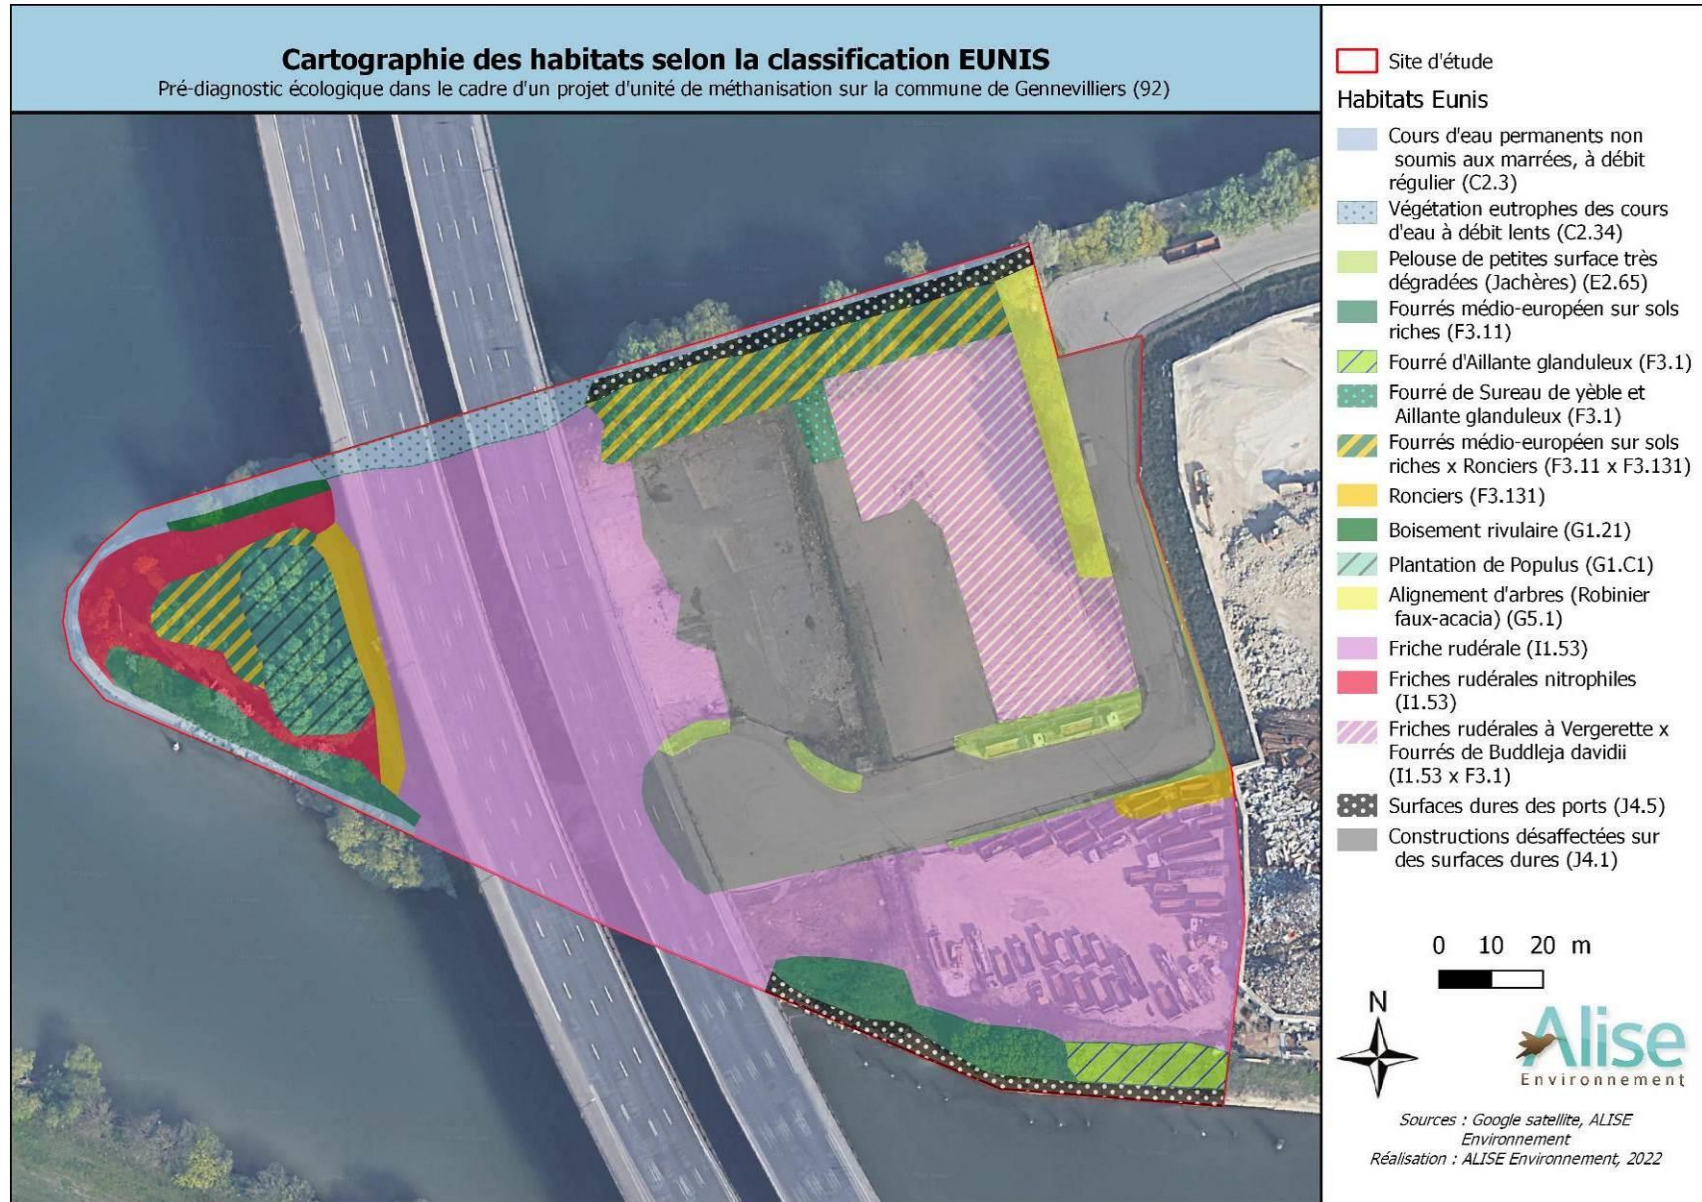 Cartographie des habitats selon la classification EUNIS
Pré-diagnostic écologique dans le cadre d'un projet d'unité de méthanisation sur la commune de Gennevilliers (92)
Site d'étude
Habitats Eunis
Cours d'eau permanents non
soumis aux marrées, à débit
régulier (C2.3)
Végétation eutrophes des cours
d'eau à débit lents (C2.34)
Pelouse de petites surface très
dégradées (Jachères) (E2.65)
Fourrés médio-européen sur sols
riches (F3.11)
Fourré d'Aillante glanduleux (F3.1)
Fourré de Sureau de yèble et
Aillante glanduleux (F3.1)
Fourrés médio-européen sur sols
riches x Ronciers (F3.11 x F3.131)
Ronciers (F3.131)
Boisement rivulaire (G1.21)
Plantation de Populus (G1.C1)
Alignement d'arbres (Robinier
faux-acacia) (G5.1)
Friche rudérale (I1.53)
Friches rudérales nitrophiles
(I1.53)
Friches rudérales à Vergerette x
Fourrés de Buddleja davidii
(I1.53 x F3.1)
Surfaces dures des ports (J4.5)
Constructions désaffectées sur
des surfaces dures (J4.1)
0 10 20 m
N
Alise
Environnement
Sources : Google satellite, ALISE
Environnement
Réalisation : ALISE Environnement, 2022